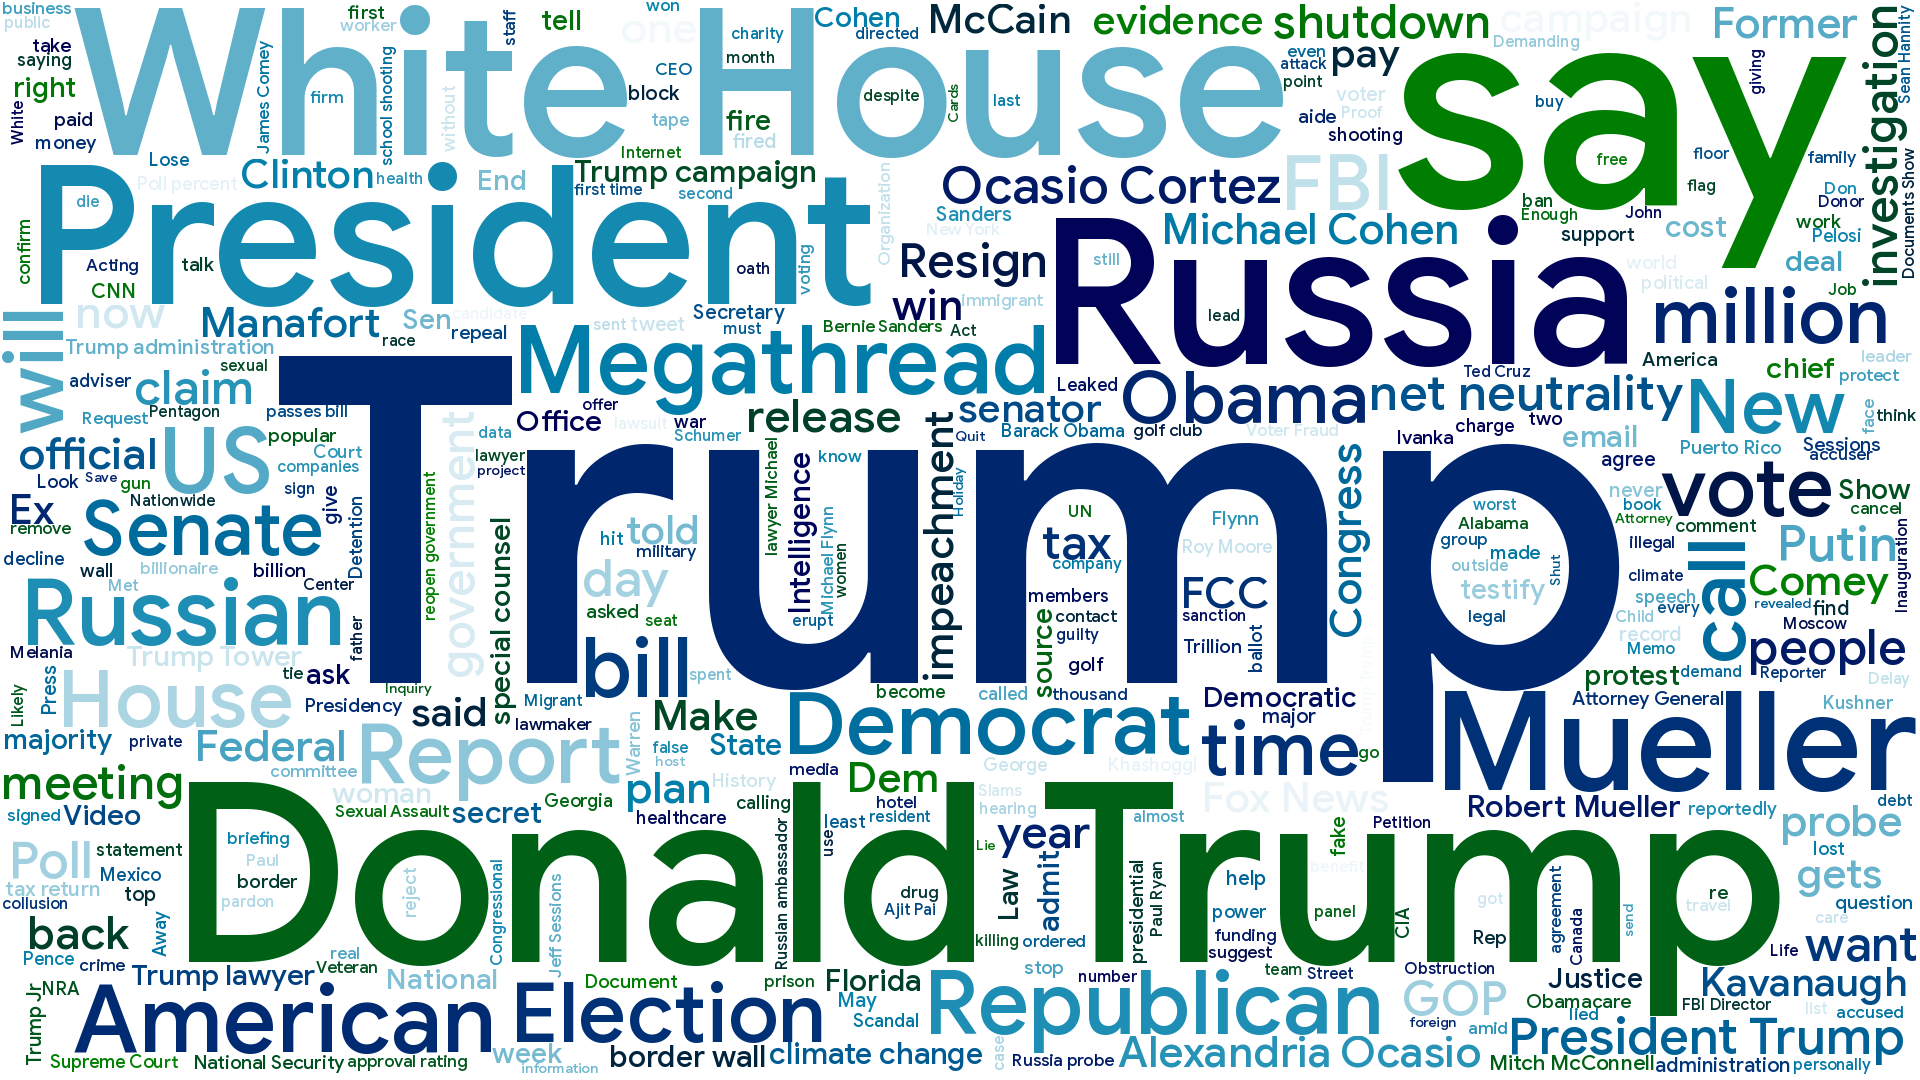 business
public
take
saying
right
White
paid
money
White House
first
worker
firm
James Comey
school shooting
without
staff
tell
won
one
CEO
block
tape
fire
fired
charity
month
Cohen
directed
despite
Cards
last
McCain
evidence
shutdown
even
attack
point
pay
Demanding
campaign
Former
giving
investigation
Sean Hannity
Documents Show
say
buy
free
aide
voter
Proof
shooting
floor
flag
family
Don
Donor
work
Pelosi
deal
Job
Lose
Poll percent
Clinton
health
End
Internet
Trump campaign
first time
second
Organization
Ocasio Cortez
FBI
Sanders
New York
ban
Enough
John
support
cost
world
political
President
die
confirm
Acting
CNN
talk
oath
voting
Resign
win
immigrant
Michael Cohen
still
Russia
lead
million
America
chief
leader
protect
will
now
Manafort
race
Sen
candidate
repeal
sent
tweet
Secretary
must
Bernie Sanders
Act
Trump administration
sexual
adviser
claim
Request
Pentagon
passes bill
Megathread
Leaked
Obama
Ted Cruz
net neutrality
New
face
think
official
US
popular
Court
companies
Look
Save
gun
Nationwide
sign
give
Detention
government
reopen government
data
lawyer
project
Office
offer
lawsuit
war
Schumer
release
lawyer Michael
Intelligence
know
Michael Flynn
women
erupt
senator
Barack Obama
Quit
Holiday
impeachment
golf club
Voter Fraud
Ivanka
charge
two
email
agree
Puerto Rico
Sessions
accuser
never
book
Attorney
vote
comment
Show
cancel
Ex
remove
decline
wall
Met
Senate
billionaire
billion
Center
special counsel
hit
told
military
day
asked
seat
Trump
UN
tax
company
members
contact
guilty
golf
source
Flynn
Roy Moore
FCC
sanction
Trillion
ballot
Congress
worst
Alabama
group
made
outside
Shut
testify
legal
illegal
climate
speech
every
Child
record
Memo
call
Putin
Comey
revealed
find
Moscow
Inauguration
people
Reporter
Delay
Russian
Melania
father
Trump Tower
tie
ask
Inquiry
Presidency
Likely
Press
House
said
Migrant
lawmaker
bill
spent
become
called
thousand
Democratic
major
time
go
protest
demand
Attorney General
Kushner
Mueller
majority
private
Federal
committee
Report
woman
Make
false
host
Warren
State
History
media
Democrat
George
Khashoggi
Slams
hearing
almost
Fox News
Robert Mueller
reportedly
debt
probe
lost
meeting
signed
Video
Sexual Assault
secret
Georgia
plan
healthcare
calling
Dem
hotel
resident
least
use
Lie
year
Petition
fake
benefit
Poll
statement
Mexico
top
tax return
collusion
briefing
Paul
border
pardon
Donald Trump
reject
Congressional
Jeff Sessions
Russian ambassador
drug
Ajit Pai
killing
Law
admit
ordered
presidential
Paul Ryan
help
power
funding
suggest
panel
CIA
got
Rep
agreement
Canada
send
re
travel
gets
question
care
Life
want
back
Pence
crime
Away
Trump lawyer
real
Veteran
National
Document
prison
Florida
May
Scandal
stop
number
team
Street
Obstruction
Justice
Obamacare
lied
Kavanaugh
FBI Director
list
accused
Trump Jr
NRA
American
Election
Republican
case
GOP
foreign
amid
President Trump
Supreme Court
National Security
approval rating
week
information
border wall
climate change
Russia probe
Alexandria Ocasio
Mitch McConnell
administration
personally